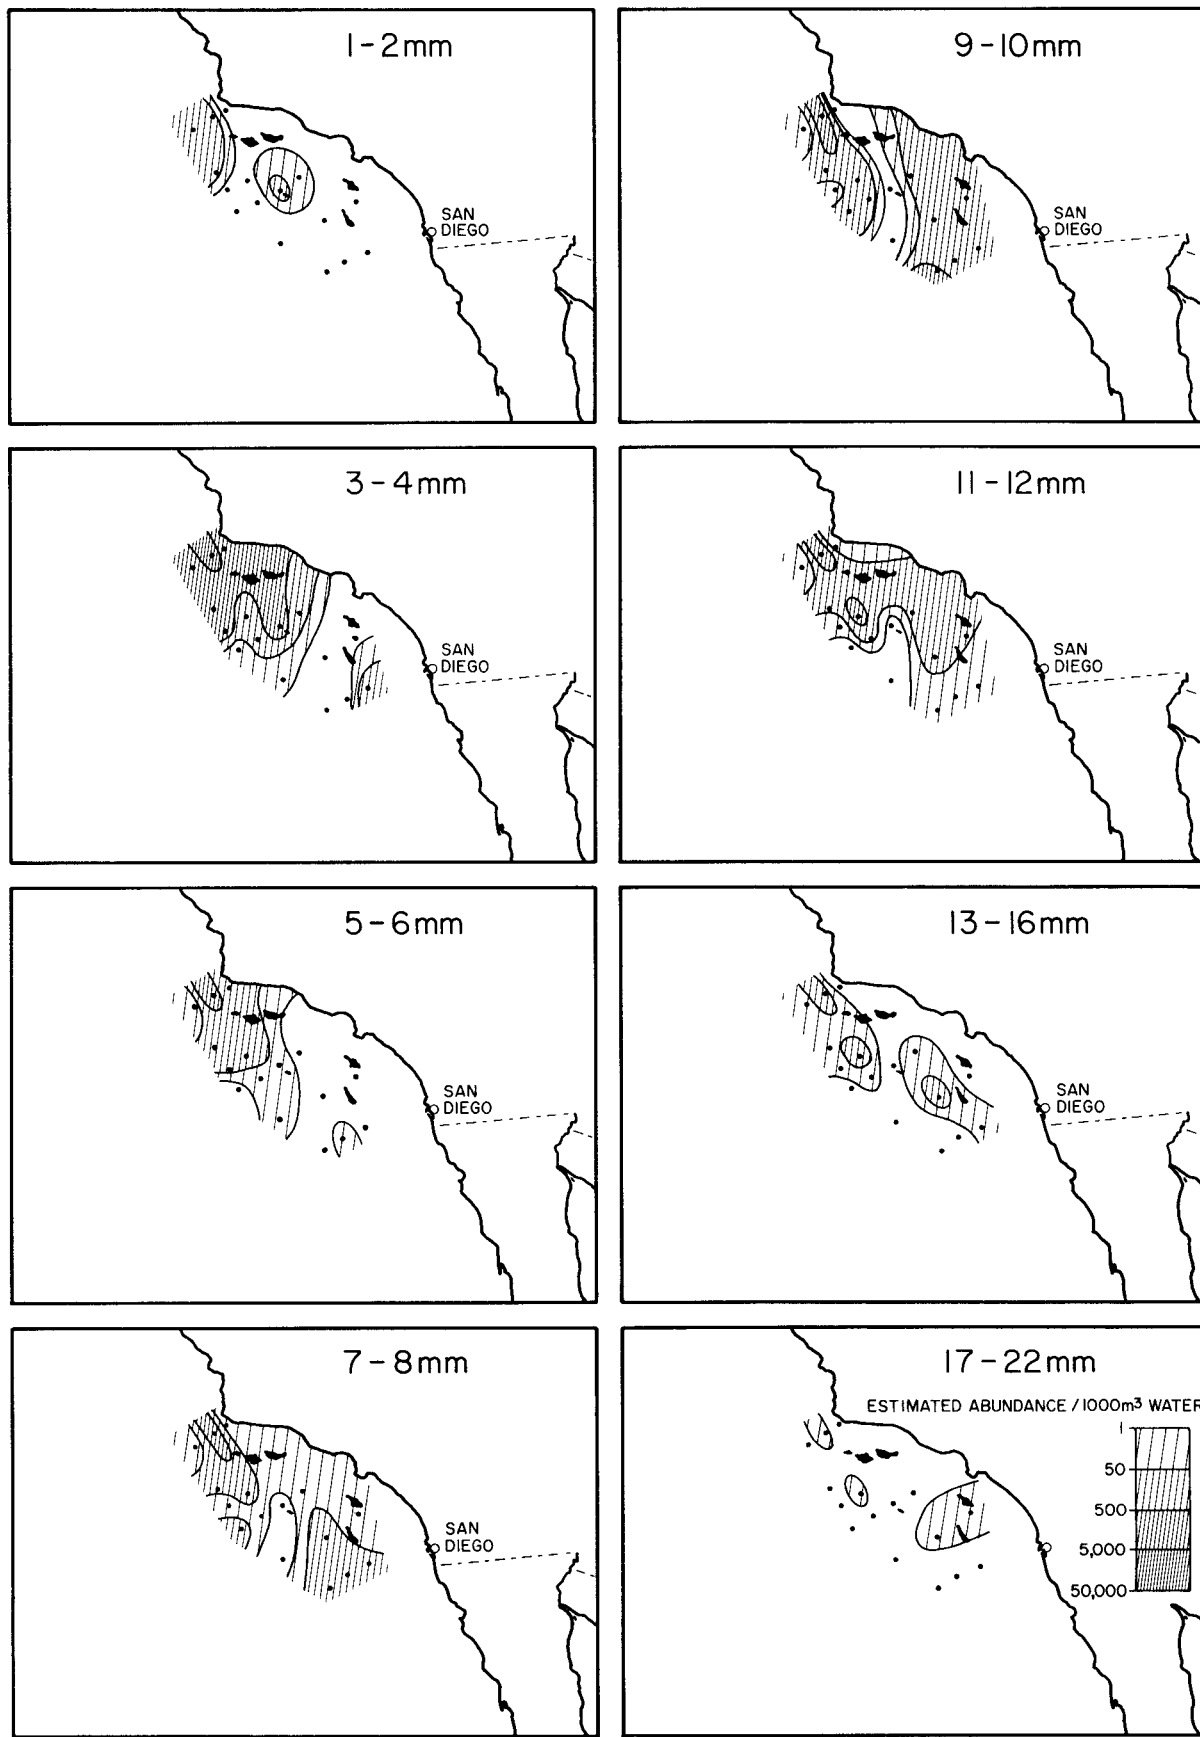 1-2mm
SAN
DIEGO
9-10mm
SAN
DIEGO
3-4mm
SAN
DIEGO
11-12mm
SAN
DIEGO
5-6mm
SAN
DIEGO
13-16mm
SAN
DIEGO
7-8mm
SAN
DIEGO
17-22mm
ESTIMATED ABUNDANCE / 1000m³ WATER
1
50
500
5,000
50,000